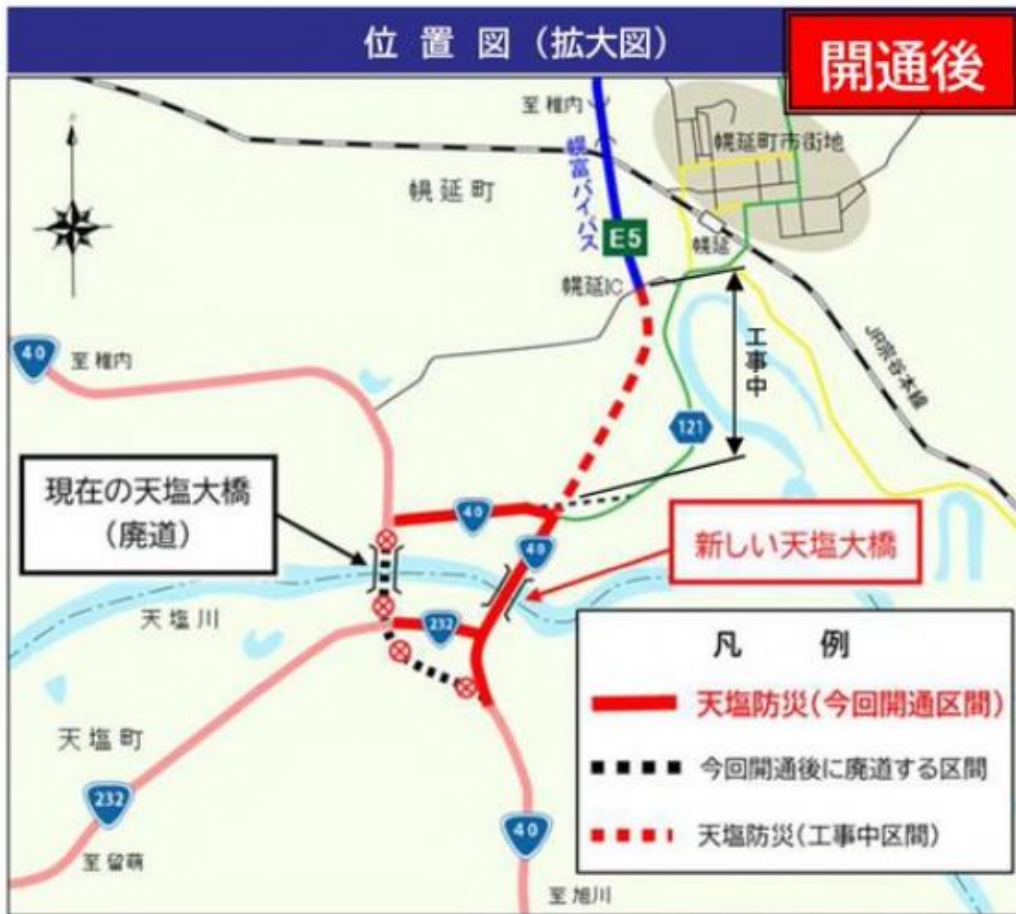 位置図（拡大図）
開通後
至 稚内
幌富バイパス
幌延町市街地
幌延町
E5
幌延
幌延IC
工事中
JR宗谷本線
40
至 稚内
121
現在の天塩大橋
（廃道）
40
40
新しい天塩大橋
天塩川
232
天塩町
232
至 留萌
40
至 旭川
凡 例
天塩防災（今回開通区間）
今回開通後に廃道する区間
天塩防災（工事中区間）